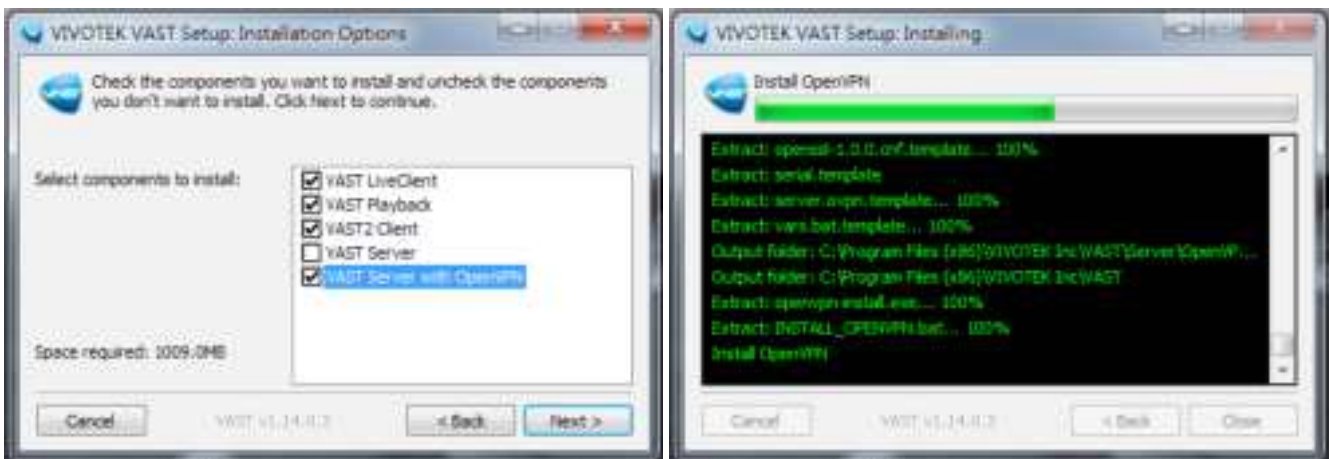 VIVOTEK VAST Setup: Installation Options
Check the components you want to install and uncheck the components
you don't want to install. Click Next to continue.
Select components to install:
VAST LiveClient
VAST Playback
VAST2 Client
VAST Server
VAST Server with OpenVPN
Space required: 1009.0MB
Cancel
VAST v1.14.0.3
< Back
Next >
VIVOTEK VAST Setup: Installing
Install OpenVPN
Extract: openssl-1.0.0.cnf.template... 100%
Extract: serial.template
Extract: server.ovpn.template... 100%
Extract: vars.bat.template... 100%
Output folder: C:\Program Files (x86)\VIVOTEK Inc\VAST\Server\OpenVP...
Output folder: C:\Program Files (x86)\VIVOTEK Inc\VAST
Extract: openvpn-install.exe... 100%
Extract: INSTALL_OPENVPN.bat... 100%
Install OpenVPN
Cancel
VAST v1.14.0.3
< Back
Close